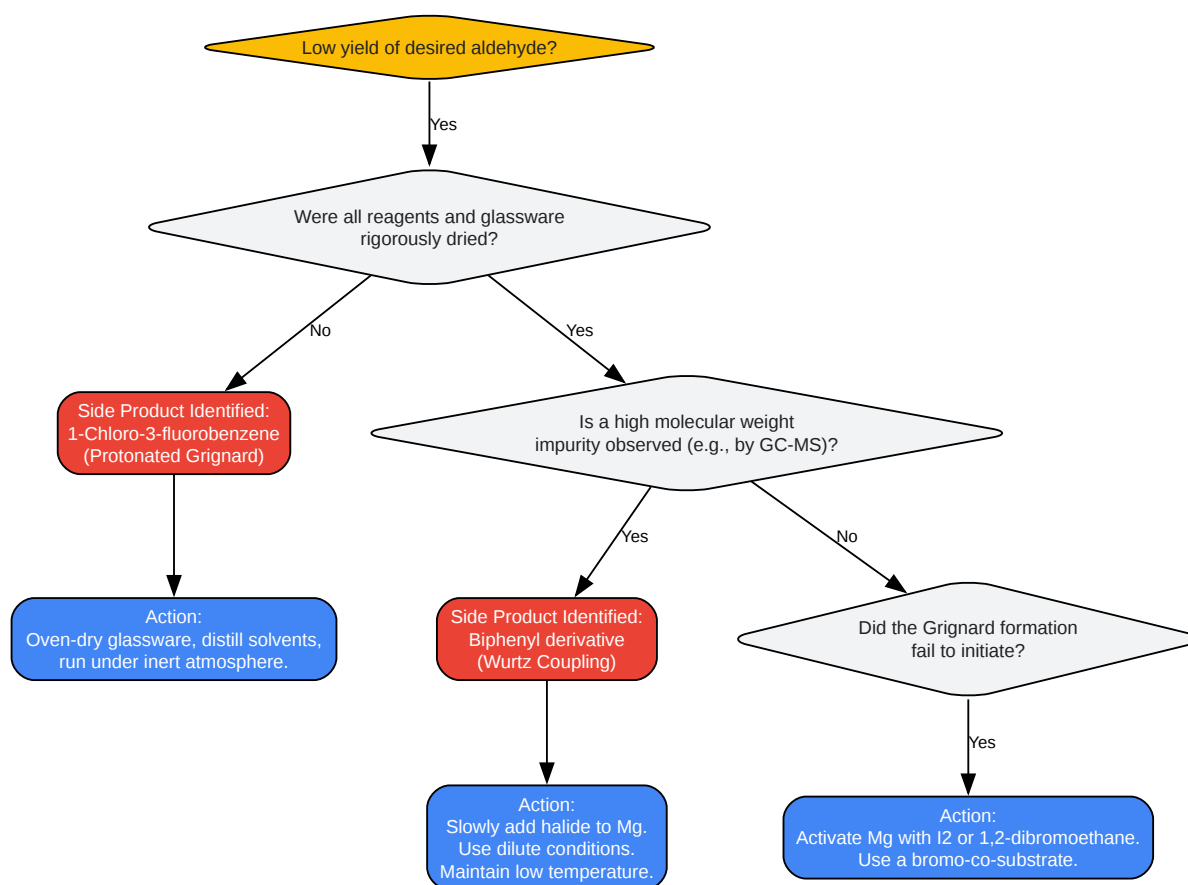 Low yield of desired aldehyde?
Yes
Were all reagents and glassware
rigorously dried?
No
Yes
Side Product Identified:
1-Chloro-3-fluorobenzene
(Protonated Grignard)
Is a high molecular weight
impurity observed (e.g., by GC-MS)?
Yes
No
Action:
Oven-dry glassware, distill solvents,
run under inert atmosphere.
Side Product Identified:
Biphenyl derivative
(Wurtz Coupling)
Did the Grignard formation
fail to initiate?
Yes
Action:
Slowly add halide to Mg.
Use dilute conditions.
Maintain low temperature.
Action:
Activate Mg with I2 or 1,2-dibromoethane.
Use a bromo-co-substrate.